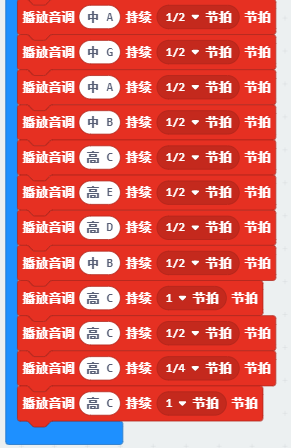 播放音调 中 A 持续 1/2 节拍 节拍
播放音调 中 G 持续 1/2 节拍 节拍
播放音调 中 A 持续 1/2 节拍 节拍
播放音调 中 B 持续 1/2 节拍 节拍
播放音调 高 C 持续 1/2 节拍 节拍
播放音调 高 E 持续 1/2 节拍 节拍
播放音调 高 D 持续 1/2 节拍 节拍
播放音调 中 B 持续 1/2 节拍 节拍
播放音调 高 C 持续 1 节拍 节拍
播放音调 高 C 持续 1/2 节拍 节拍
播放音调 高 C 持续 1/4 节拍 节拍
播放音调 高 C 持续 1 节拍 节拍